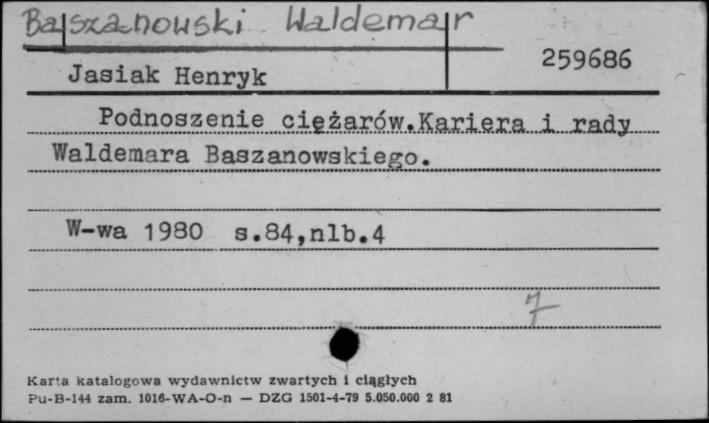 Baszanowski Waldemar
259686
Jasiak Henryk
Podnoszenie ciężarów.Kariera i rady
Waldemara Baszanowskiego.
W-wa 1980 s.84,nlb.4
7
Karta katalogowa wydawnictw zwartych i ciągłych
Pu-B-144 zam. 1016-WA-O-n — DZG 1501-4-79 5.050.000 2 81